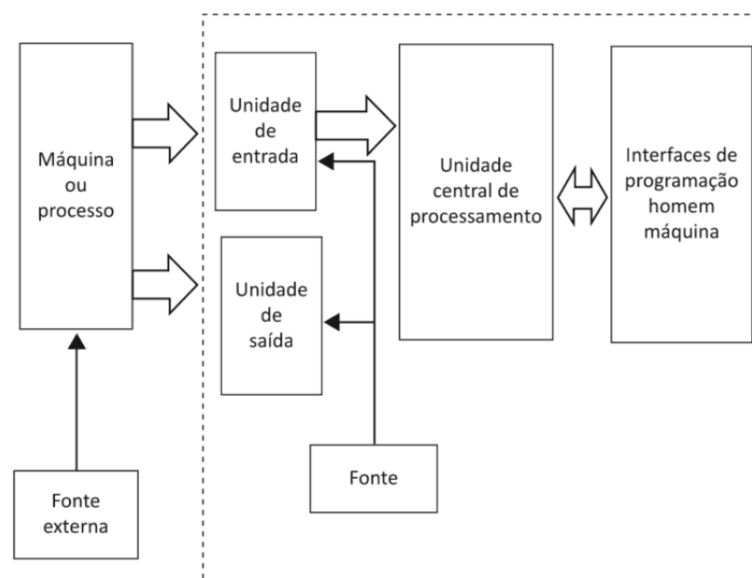 Máquina
ou
processo
Unidade
de
entrada
Unidade
de
saída
Unidade
central de
processamento
Interfaces de
programação
homem
máquina
Fonte
externa
Fonte